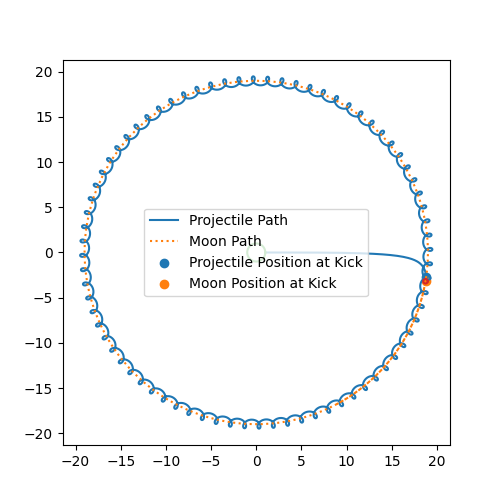 20
15
10
5
0
−5
−10
−15
−20
Projectile Path
Moon Path
Projectile Position at Kick
Moon Position at Kick
−20 −15 −10 −5 0 5 10 15 20